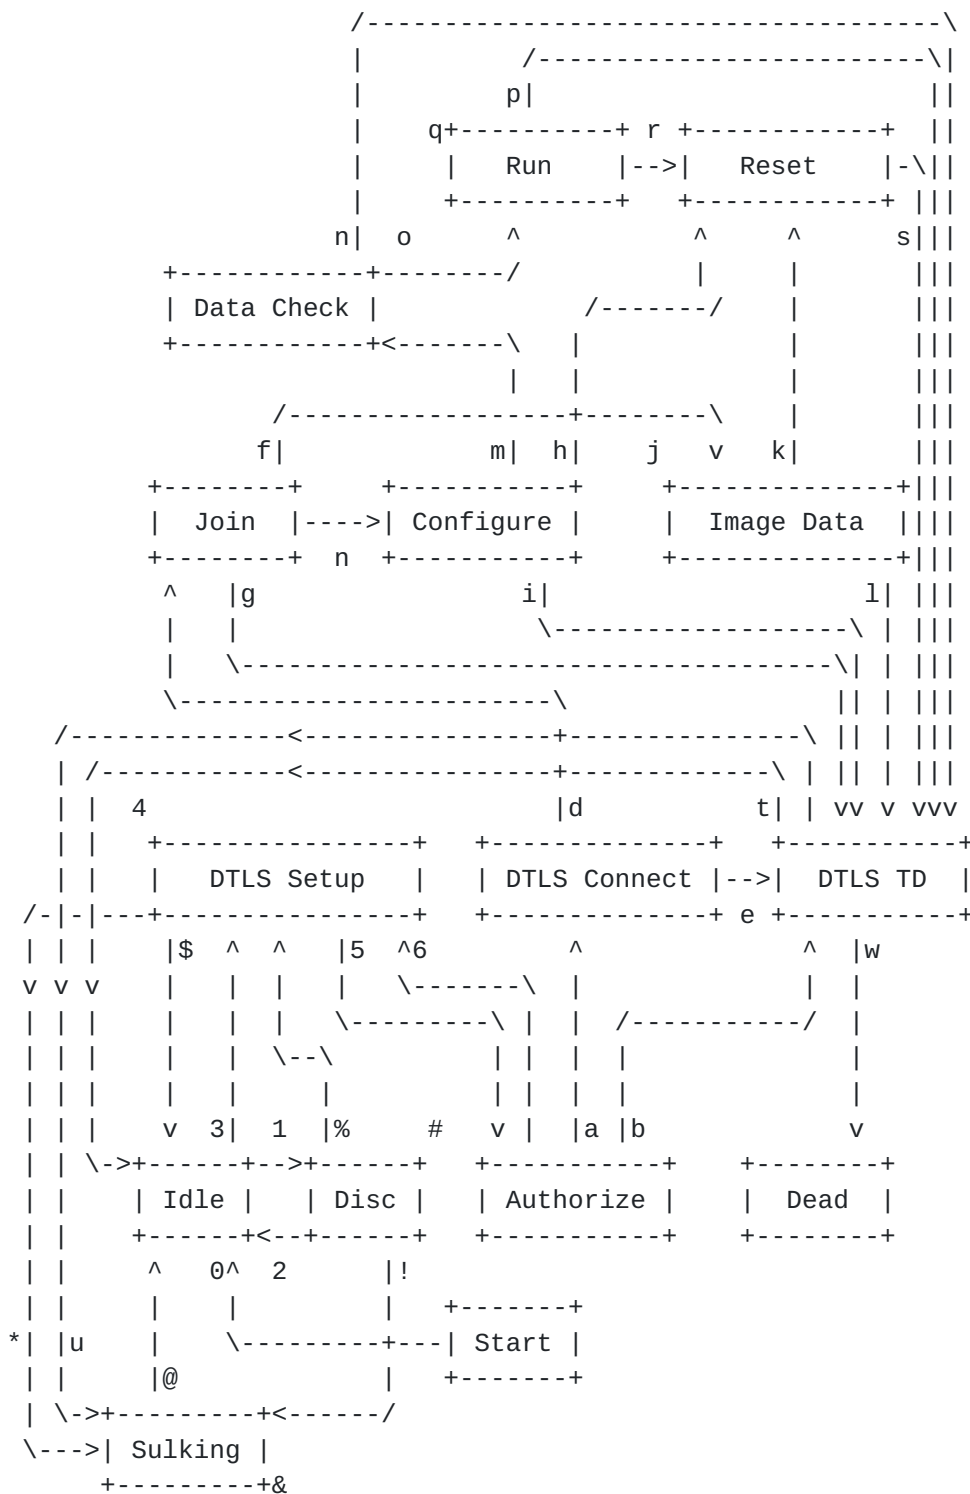 /-------------------------------------\
                      |          /-------------------------\|
                      |         p|                         ||
                      |    q+----------+ r +------------+  ||
                      |     |   Run    |-->|   Reset    |-\||
                      |     +----------+   +------------+ |||
                     n|  o      ^           ^     ^      s|||
          +------------+--------/           |     |       |||
          | Data Check |             /-------/    |       |||
          +------------+<-------\   |             |       |||
                                |   |             |       |||
                 /------------------+--------\    |       |||
                f|             m|  h|    j   v   k|       |||
         +--------+     +-----------+     +--------------+|||
         |  Join  |---->| Configure |     |  Image Data  ||||
         +--------+  n  +-----------+     +--------------+|||
          ^   |g                 i|                    l| |||
          |   |                   \-------------------\ | |||
          |   \--------------------------------------\| | |||
          \------------------------\                 || | |||
   /--------------<----------------+---------------\ || | |||
   | /------------<----------------+-------------\ | || | |||
   | |  4                          |d           t| | vv v vvv
   | |   +----------------+   +--------------+   +-----------+
   | |   |   DTLS Setup   |   | DTLS Connect |-->|  DTLS TD  |
 /-|-|---+----------------+   +--------------+ e +-----------+
 | | |    |$  ^  ^   |5  ^6         ^              ^  |w
 v v v    |   |  |   |   \-------\  |              |  |
 | | |    |   |  |   \---------\ |  |  /-----------/  |
 | | |    |   |  \--\          | |  |  |              |
 | | |    |   |     |          | |  |  |              |
 | | |    v  3|  1  |%     #   v |  |a |b             v
 | | \->+------+-->+------+   +-----------+    +--------+
 | |    | Idle |   | Disc |   | Authorize |    |  Dead  |
 | |    +------+<--+------+   +-----------+    +--------+
 | |     ^   0^  2      |!
 | |     |    |         |   +-------+
*| |u    |    \---------+---| Start |
 | |     |@             |   +-------+
 | \->+---------+<------/
 \--->| Sulking |
      +---------+&